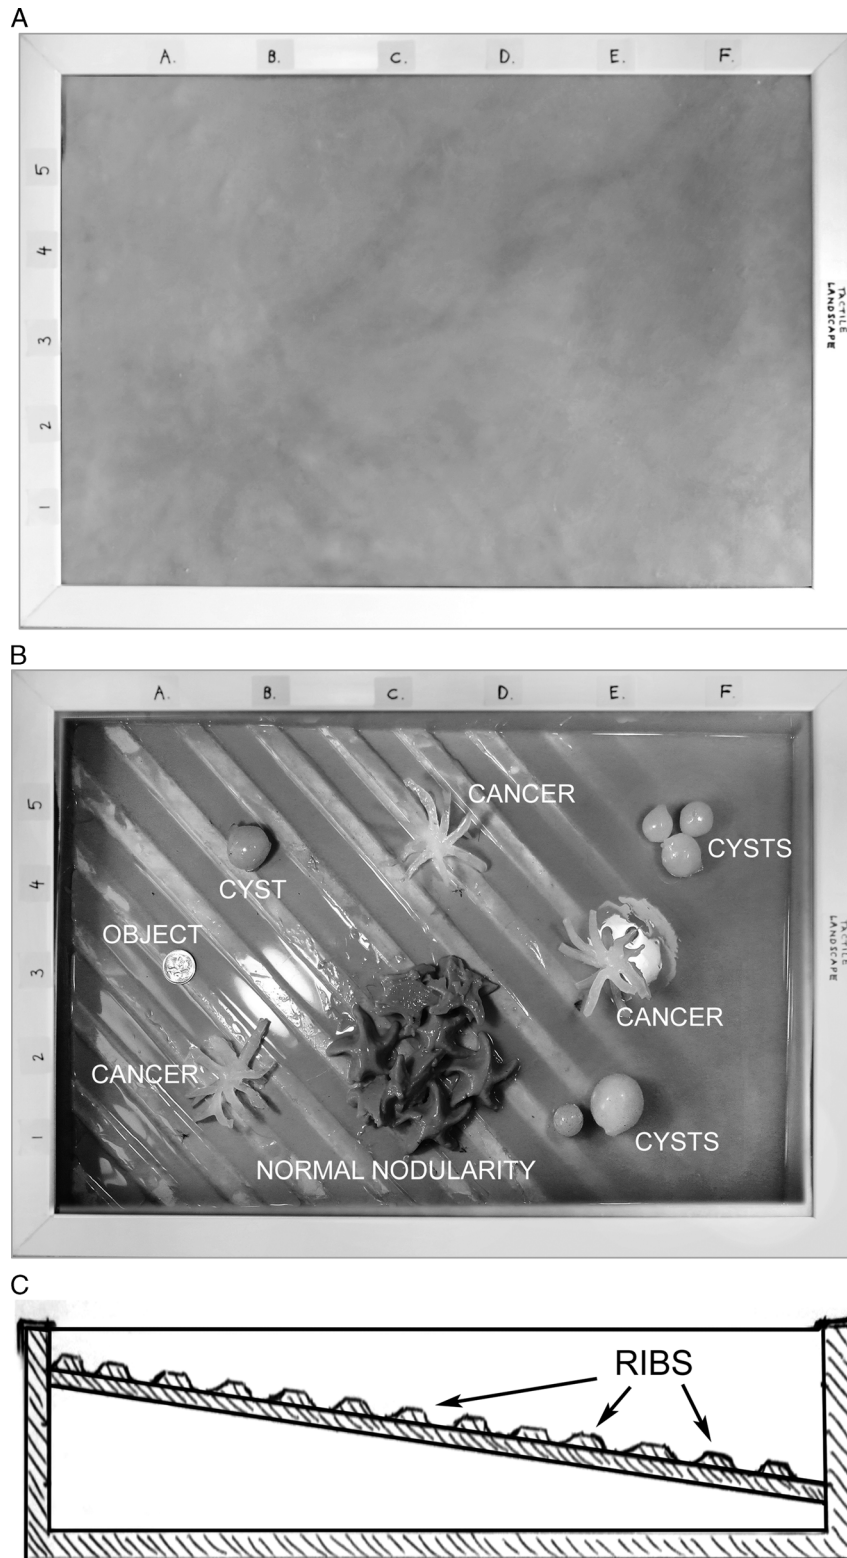 A
A. B. C. D. E. F.
5
4
3
2
1
TACTILE
LANDSCAPE
B
A. B. C. D. E. F.
5
4
3
2
1
CANCER
CYSTS
CYST
OBJECT
CANCER
CANCER
CYSTS
NORMAL NODULARITY
TACTILE
LANDSCAPE
C
RIBS